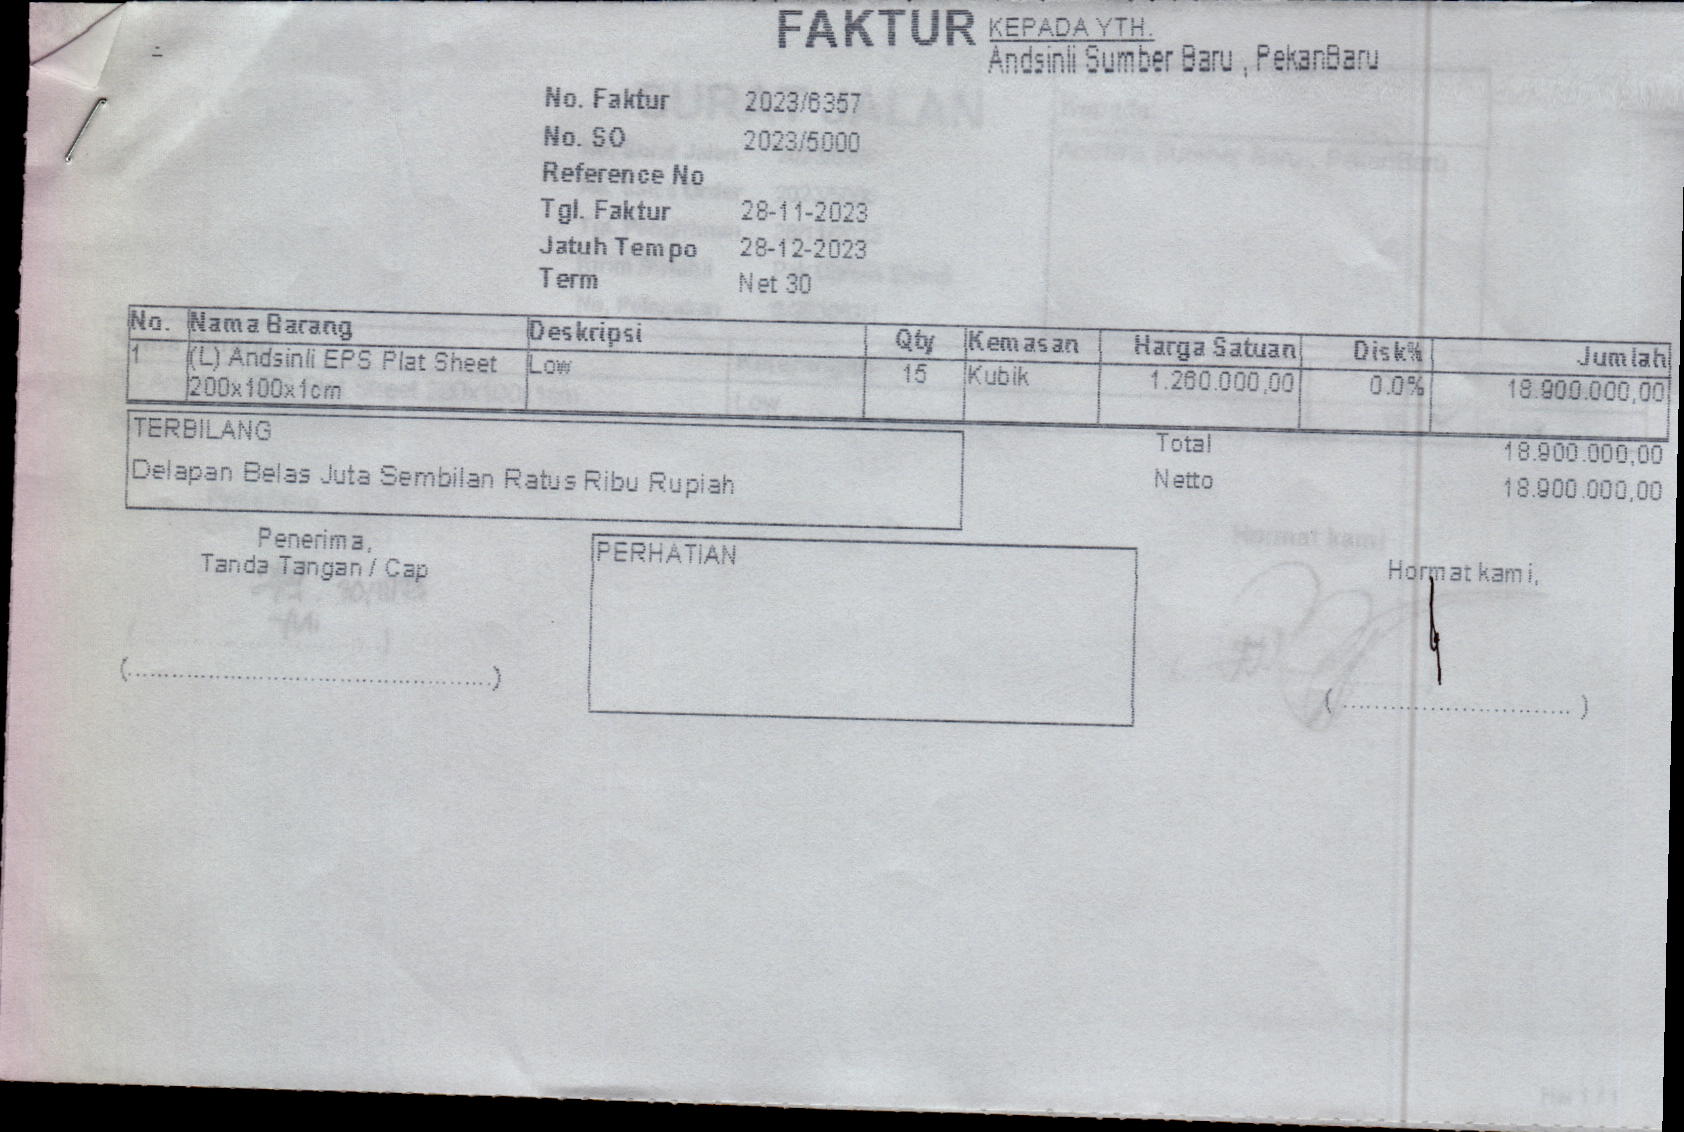 FAKTUR
KEPADA YTH.
Andsinli Sumber Baru , PekanBaru
No. Faktur 2023/6357
No. SO 2023/5000
Reference No
Tgl. Faktur 28-11-2023
Jatuh Tempo 28-12-2023
Term Net 30
No. Nama Barang Deskripsi Qty Kemasan Harga Satuan Disk% Jumlah
1 (L) Andsinli EPS Plat Sheet Low 15 Kubik 1.260.000,00 0.0% 18.900.000,00
200x100x1cm
TERBILANG
Delapan Belas Juta Sembilan Ratus Ribu Rupiah
Total 18.900.000,00
Netto 18.900.000,00
Penerima,
Tanda Tangan / Cap
PERHATIAN
Hormat kami,